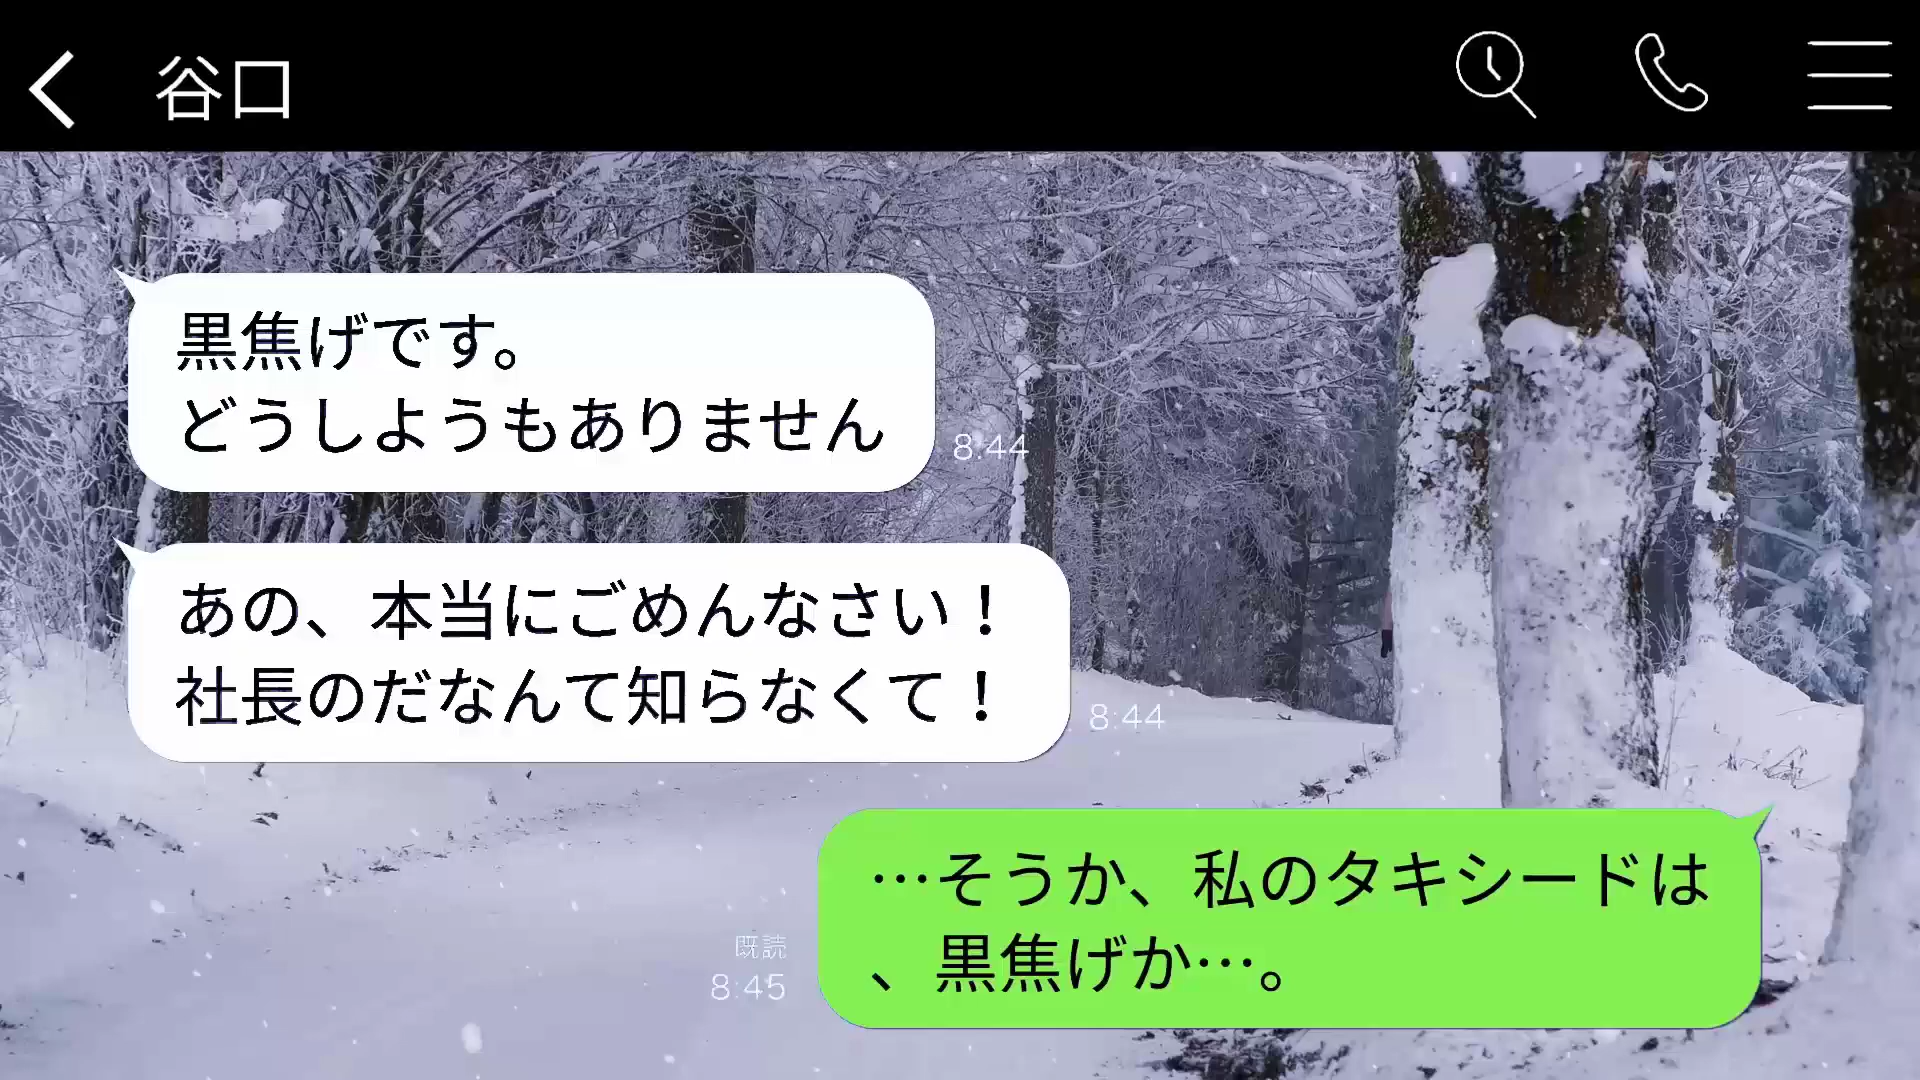 谷口
黒焦げです。
どうしようもありません
8:44
あの、本当にごめんなさい！
社長のだなんて知らなくて！
8:44
…そうか、私のタキシードは
、黒焦げか…。
既読
8:45